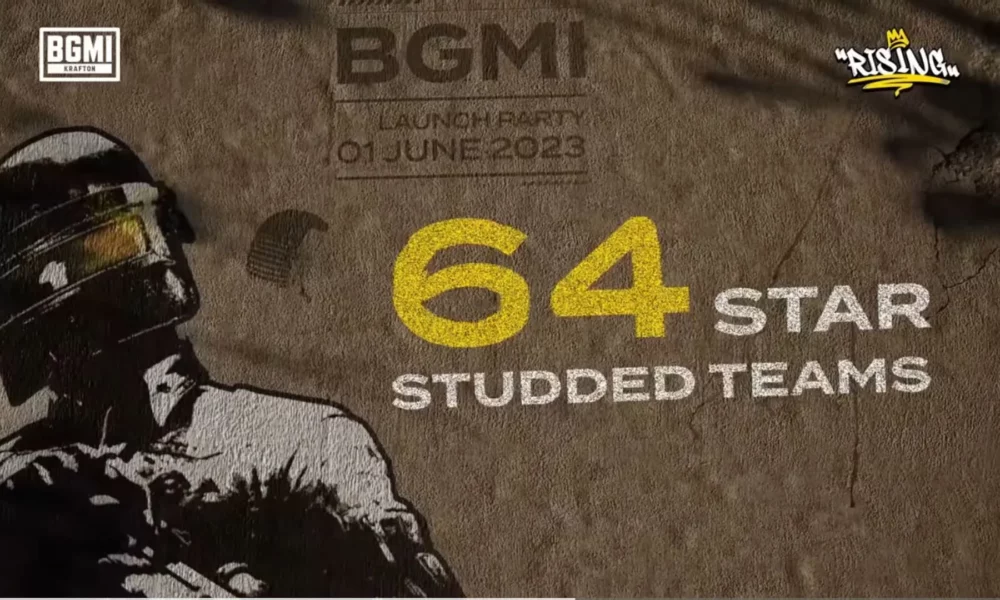 BGMI
KRAFTON
"RISING"
BGMI
LAUNCH PARTY
01 JUNE 2023
64 STAR
STUDDED TEAMS